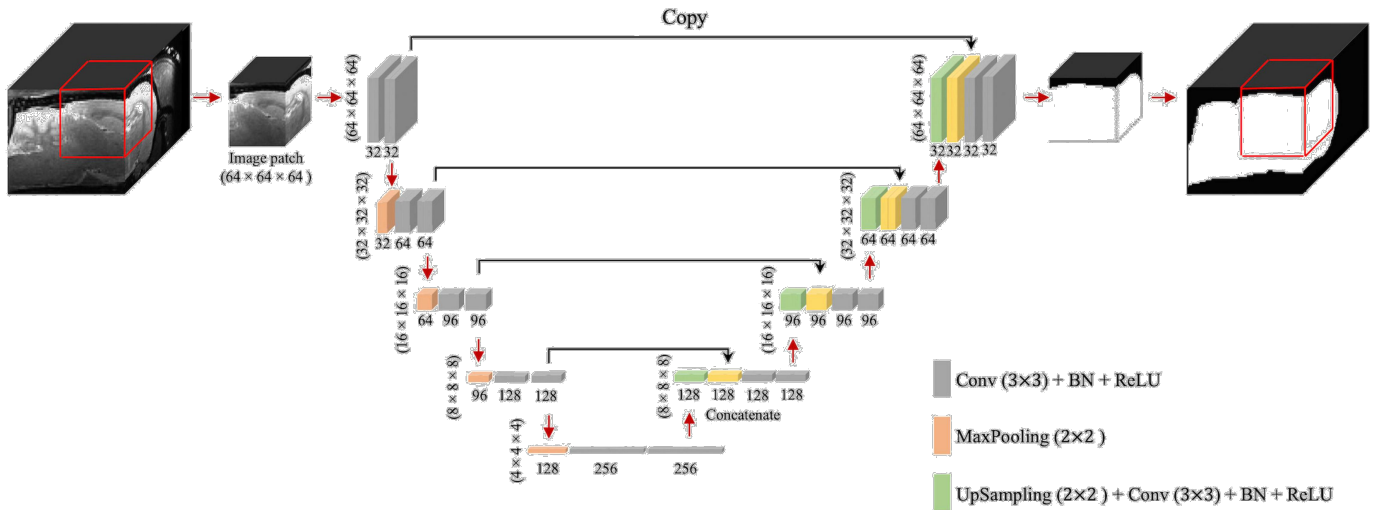 Copy
(64 × 64 × 64)
(64 × 64 × 64)
Image patch
(64 × 64 × 64 )
32 32
32 32 32 32
(32 × 32 × 32)
32 64 64
(32 × 32 × 32)
64 64 64 64
(16 × 16 × 16)
64 96 96
(16 × 16 × 16)
96 96 96 96
(8 × 8 × 8)
96 128 128
(8 × 8 × 8)
128 128 128 128
Concatenate
(4 × 4 × 4)
128 256 256
Conv (3×3) + BN + ReLU
MaxPooling (2×2 )
UpSampling (2×2 ) + Conv (3×3) + BN + ReLU